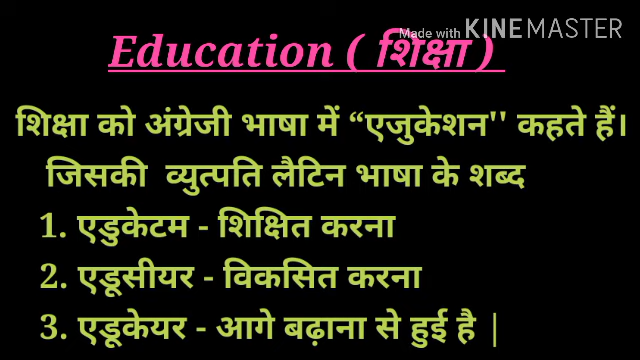 Made with KINEMASTER
Education ( शिक्षा )
शिक्षा को अंग्रेजी भाषा में “एजुकेशन'' कहते हैं।
जिसकी व्युत्पति लैटिन भाषा के शब्द
1. एडुकेटम - शिक्षित करना
2. एडूसीयर - विकसित करना
3. एडूकेयर - आगे बढ़ाना से हुई है |